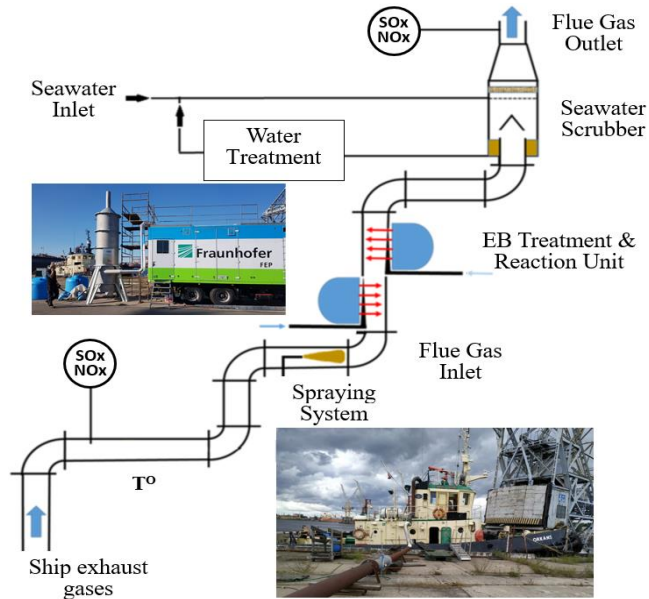 SOx
NOx
Flue Gas
Outlet
Seawater
Inlet
Seawater
Scrubber
Water
Treatment
Fraunhofer
FEP
EB Treatment &
Reaction Unit
SOx
NOx
Flue Gas
Inlet
Spraying
System
T°
ORKĀNS
Ship exhaust
gases